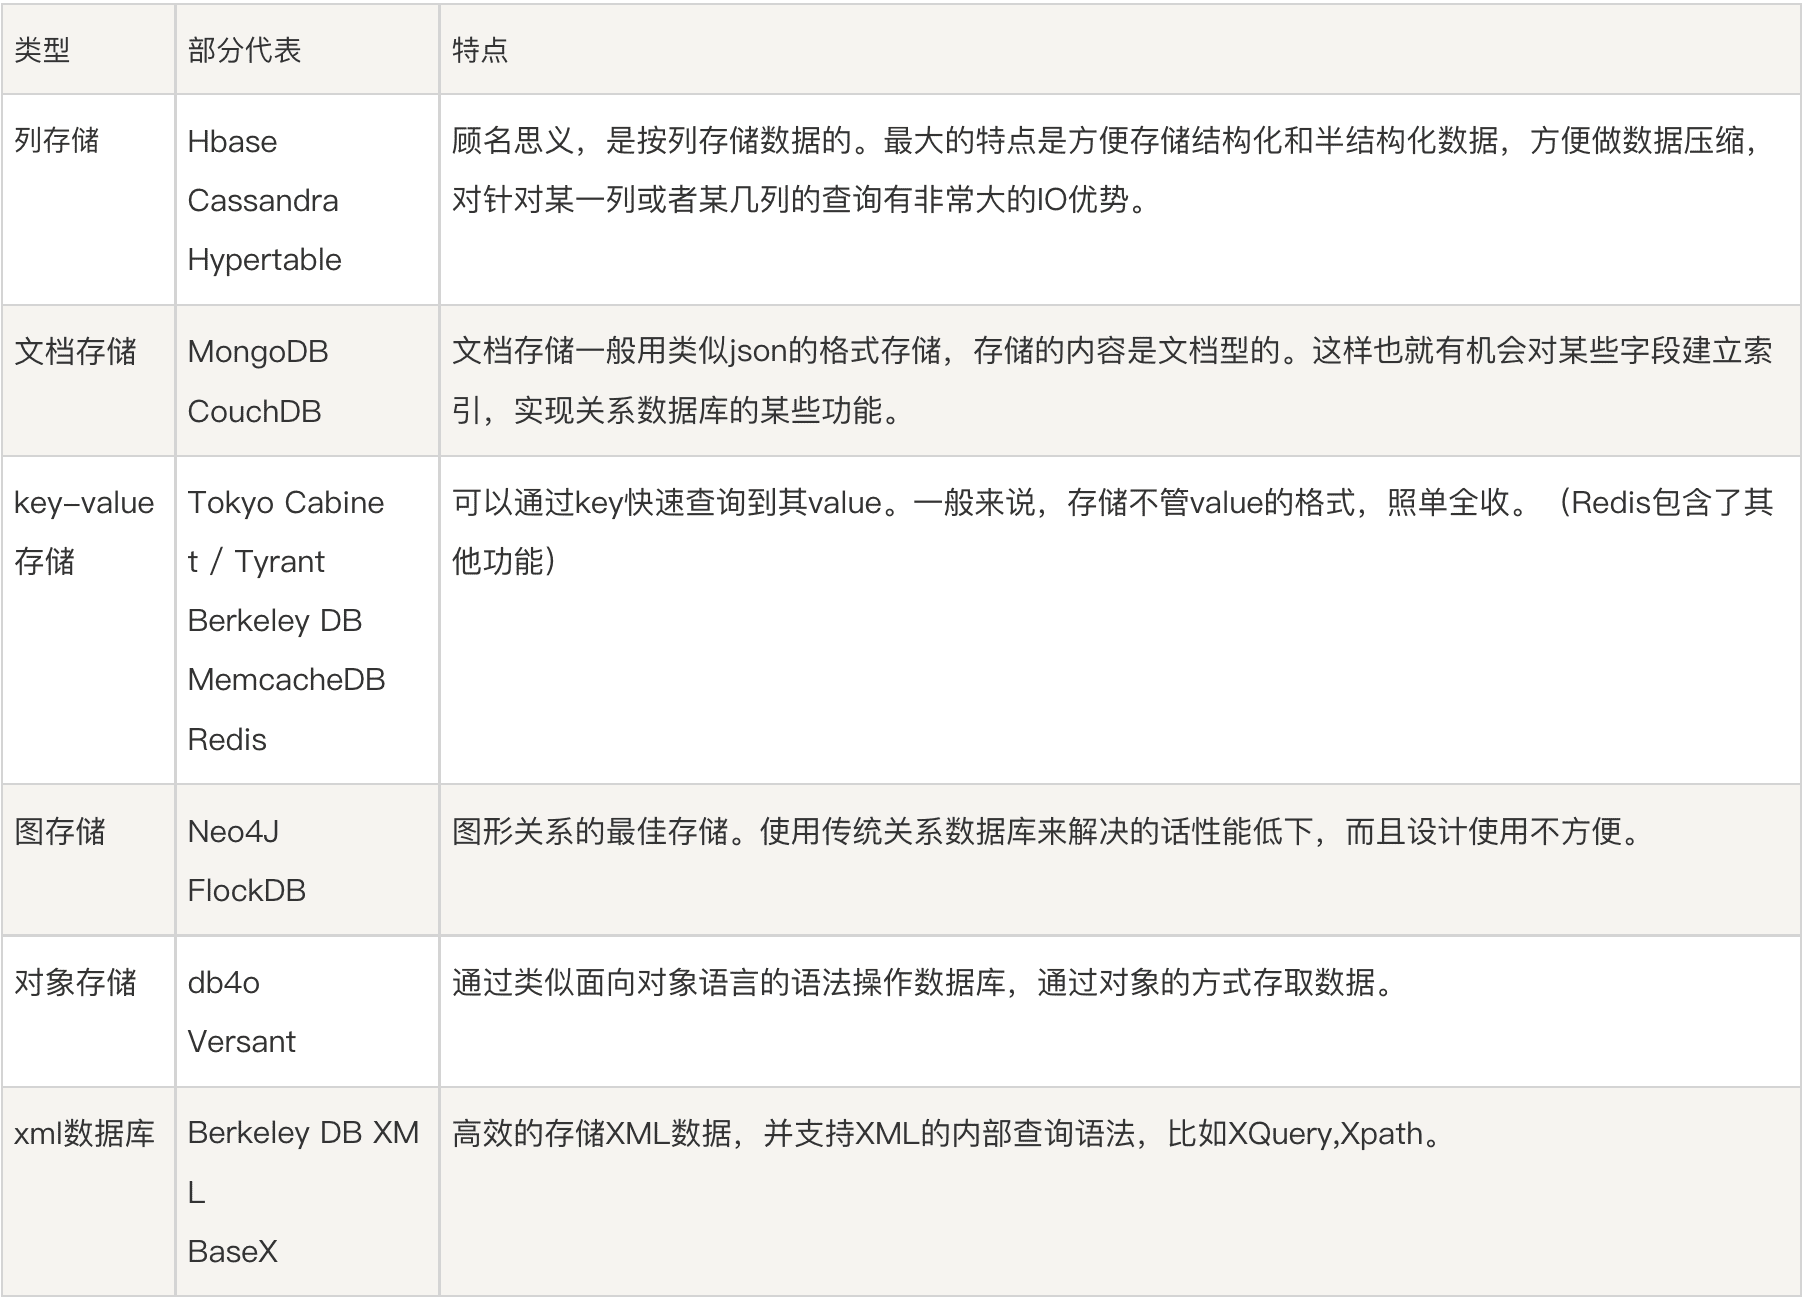 类型
部分代表
特点
列存储
Hbase
Cassandra
Hypertable
顾名思义，是按列存储数据的。最大的特点是方便存储结构化和半结构化数据，方便做数据压缩，
对针对某一列或者某几列的查询有非常大的IO优势。
文档存储
MongoDB
CouchDB
文档存储一般用类似json的格式存储，存储的内容是文档型的。这样也就有机会对某些字段建立索
引，实现关系数据库的某些功能。
key-value
存储
Tokyo Cabine
t / Tyrant
Berkeley DB
MemcacheDB
Redis
可以通过key快速查询到其value。一般来说，存储不管value的格式，照单全收。（Redis包含了其
他功能）
图存储
Neo4J
FlockDB
图形关系的最佳存储。使用传统关系数据库来解决的话性能低下，而且设计使用不方便。
对象存储
db4o
Versant
通过类似面向对象语言的语法操作数据库，通过对象的方式存取数据。
xml数据库
Berkeley DB XM
L
BaseX
高效的存储XML数据，并支持XML的内部查询语法，比如XQuery,Xpath。